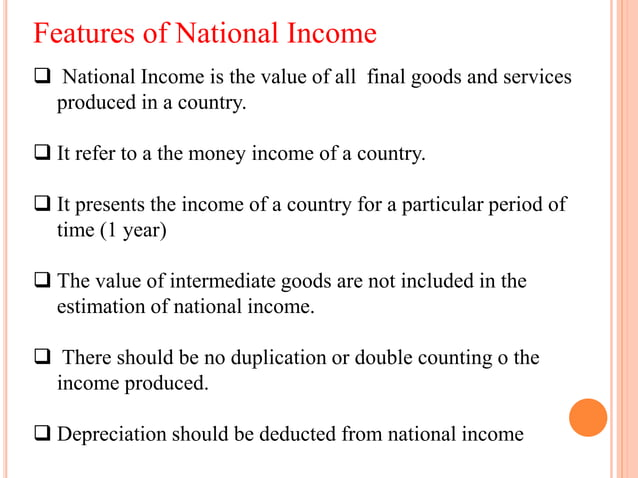 Features of National Income
❑ National Income is the value of all final goods and services
produced in a country.
❑ It refer to a the money income of a country.
❑ It presents the income of a country for a particular period of
time (1 year)
❑ The value of intermediate goods are not included in the
estimation of national income.
❑ There should be no duplication or double counting o the
income produced.
❑ Depreciation should be deducted from national income